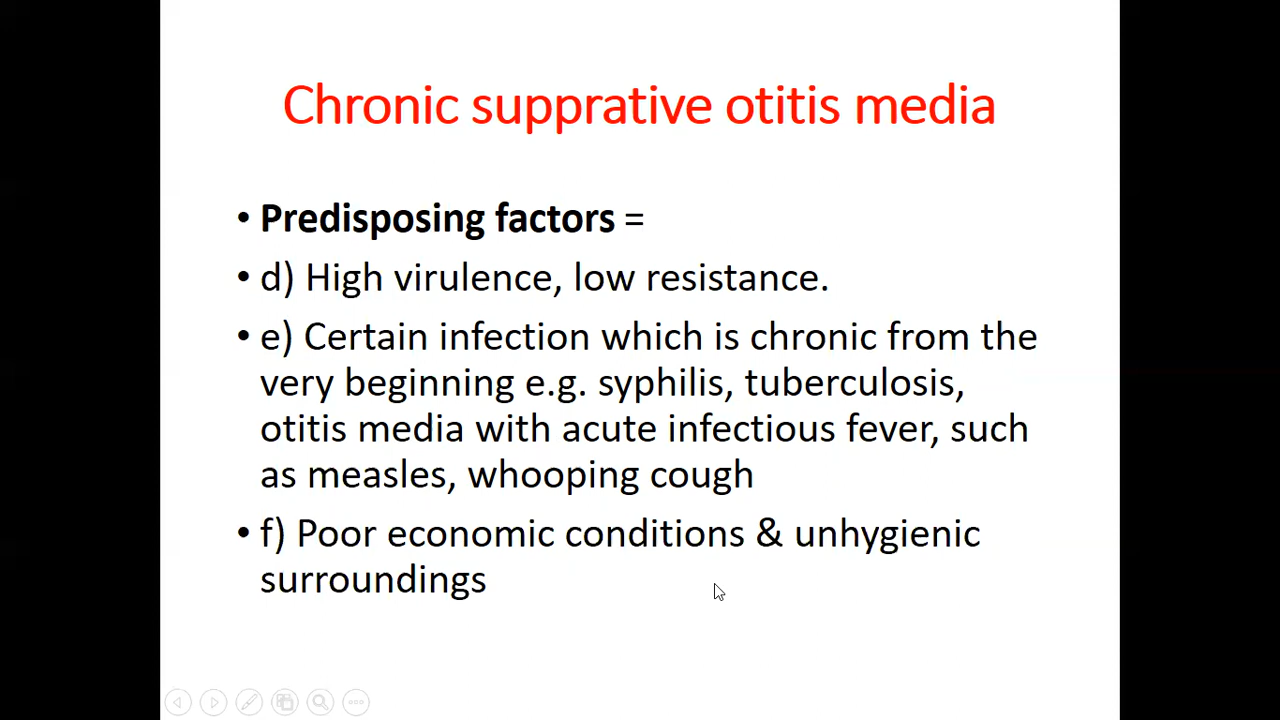 Chronic supprative otitis media
• Predisposing factors =
• d) High virulence, low resistance.
• e) Certain infection which is chronic from the
very beginning e.g. syphilis, tuberculosis,
otitis media with acute infectious fever, such
as measles, whooping cough
• f) Poor economic conditions & unhygienic
surroundings